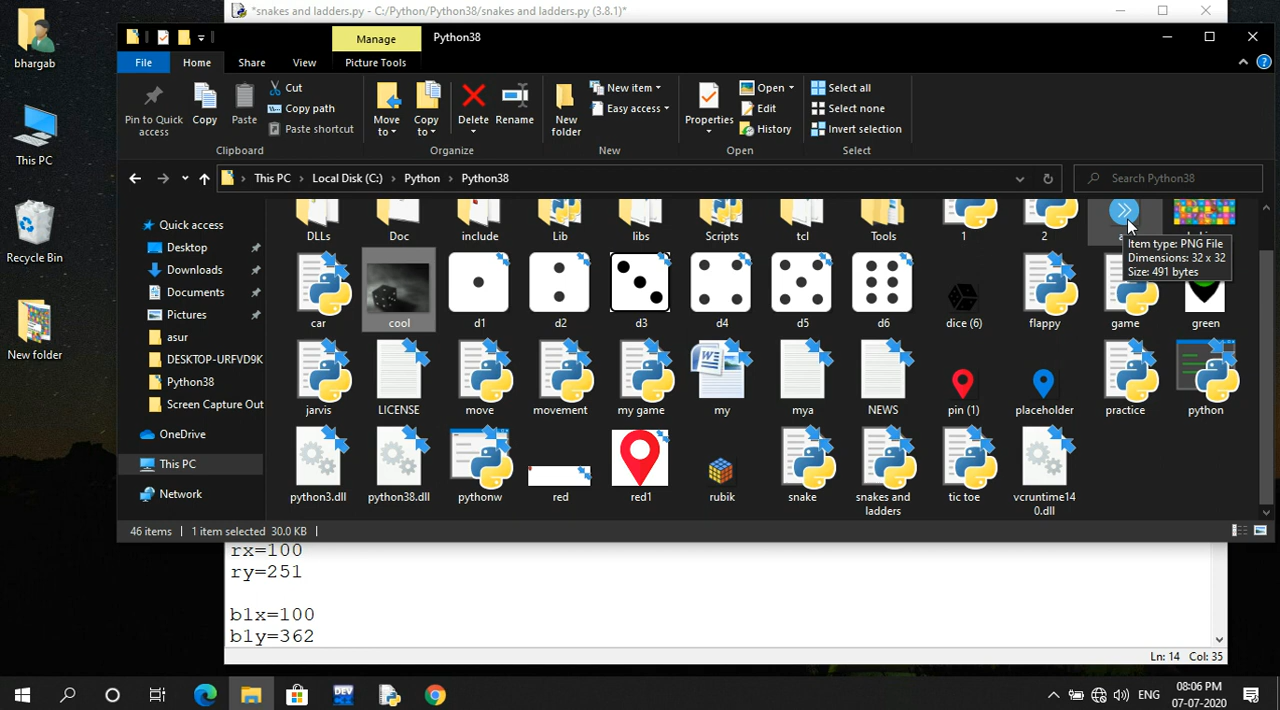 *snakes and ladders.py - C:/Python/Python38/snakes and ladders.py (3.8.1)*
Manage
Python38
File
Home
Share
View
Picture Tools
Pin to Quick access
Copy
Paste
Cut
Copy path
Paste shortcut
Clipboard
Move to
Copy to
Delete
Rename
Organize
New folder
New item
Easy access
New
Properties
Open
Edit
History
Open
Select all
Select none
Invert selection
Select
This PC > Local Disk (C:) > Python > Python38
Search Python38
bhargab
This PC
Recycle Bin
New folder
Quick access
Desktop
Downloads
Documents
Pictures
asur
DESKTOP-URFVD9K
Python38
Screen Capture Out
OneDrive
This PC
Network
DLLs
Doc
include
Lib
libs
Scripts
tcl
Tools
1
2
Item type: PNG File
Dimensions: 32 x 32
Size: 491 bytes
car
cool
d1
d2
d3
d4
d5
d6
dice (6)
flappy
game
green
jarvis
LICENSE
move
movement
my game
my
mya
NEWS
pin (1)
placeholder
practice
python
python3.dll
python38.dll
pythonw
red
red1
rubik
snake
snakes and ladders
tic toe
vcruntime140.dll
46 items
1 item selected 30.0 KB
rx=100
ry=251
b1x=100
b1y=362
Ln: 14 Col: 35
DEV
ENG
08:06 PM
07-07-2020